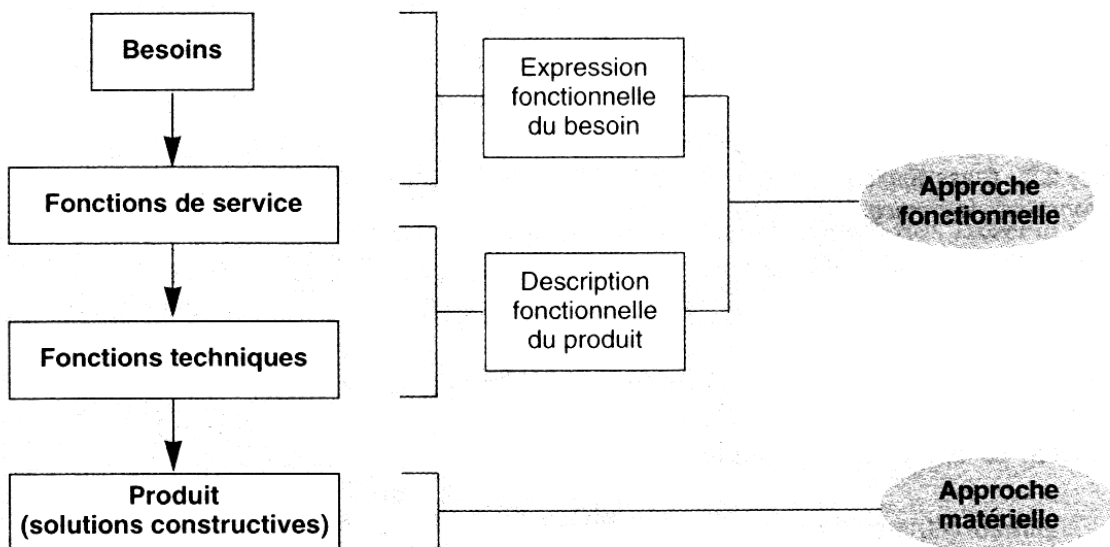 Besoins
Expression
fonctionnelle
du besoin
Fonctions de service
Approche
fonctionnelle
Description
fonctionnelle
du produit
Fonctions techniques
Produit
(solutions constructives)
Approche
matérielle